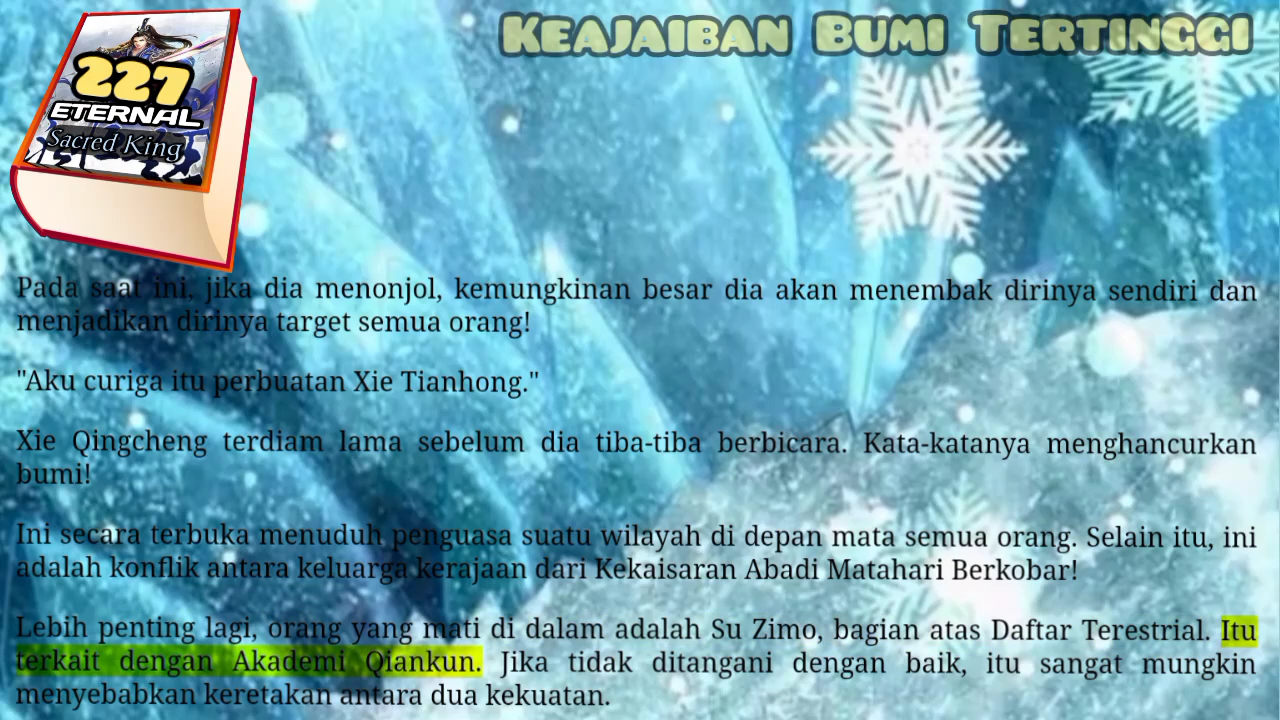 Keajaiban Bumi Tertinggi
227
ETERNAL
Sacred King
Pada saat ini, jika dia menonjol, kemungkinan besar dia akan menembak dirinya sendiri dan
menjadikan dirinya target semua orang!
"Aku curiga itu perbuatan Xie Tianhong."
Xie Qingcheng terdiam lama sebelum dia tiba-tiba berbicara. Kata-katanya menghancurkan
bumi!
Ini secara terbuka menuduh penguasa suatu wilayah di depan mata semua orang. Selain itu, ini
adalah konflik antara keluarga kerajaan dari Kekaisaran Abadi Matahari Berkobar!
Lebih penting lagi, orang yang mati di dalam adalah Su Zimo, bagian atas Daftar Terestrial. Itu
terkait dengan Akademi Qiankun. Jika tidak ditangani dengan baik, itu sangat mungkin
menyebabkan keretakan antara dua kekuatan.